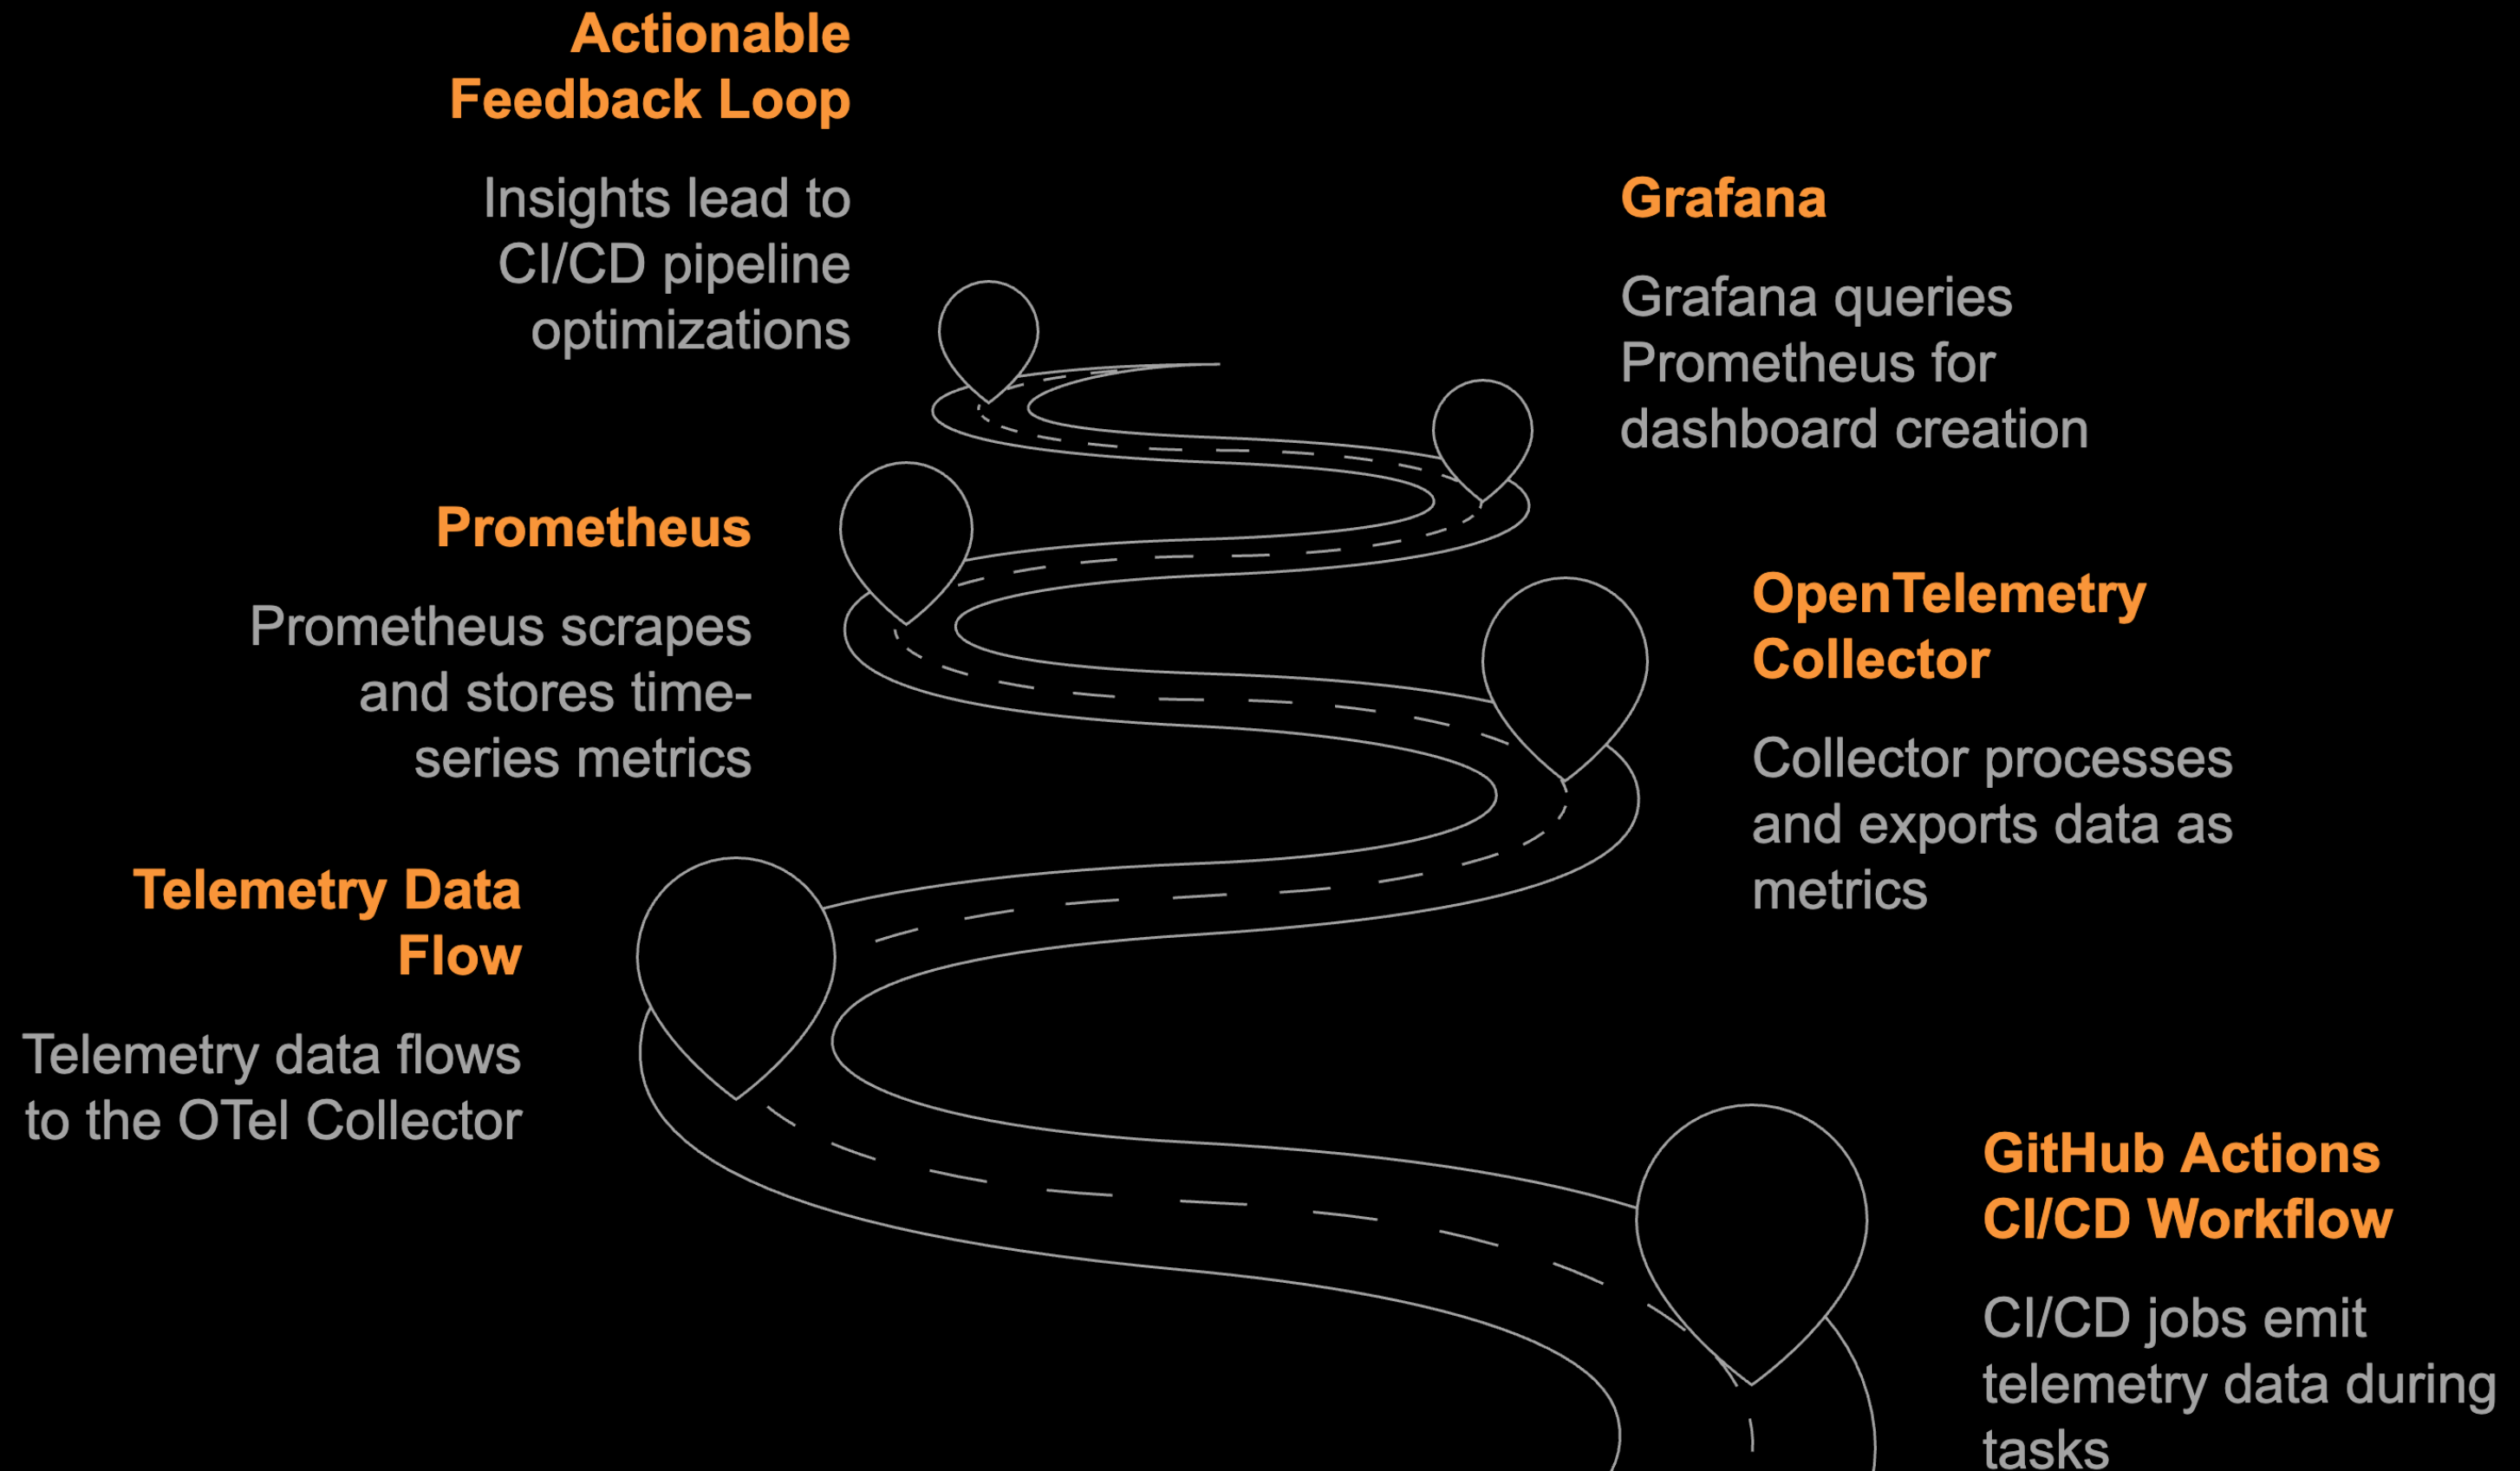 Actionable
Feedback Loop
Insights lead to
CI/CD pipeline
optimizations
Grafana
Grafana queries
Prometheus for
dashboard creation
Prometheus
Prometheus scrapes
and stores time-
series metrics
OpenTelemetry
Collector
Collector processes
and exports data as
metrics
Telemetry Data
Flow
Telemetry data flows
to the OTel Collector
GitHub Actions
CI/CD Workflow
CI/CD jobs emit
telemetry data during
tasks